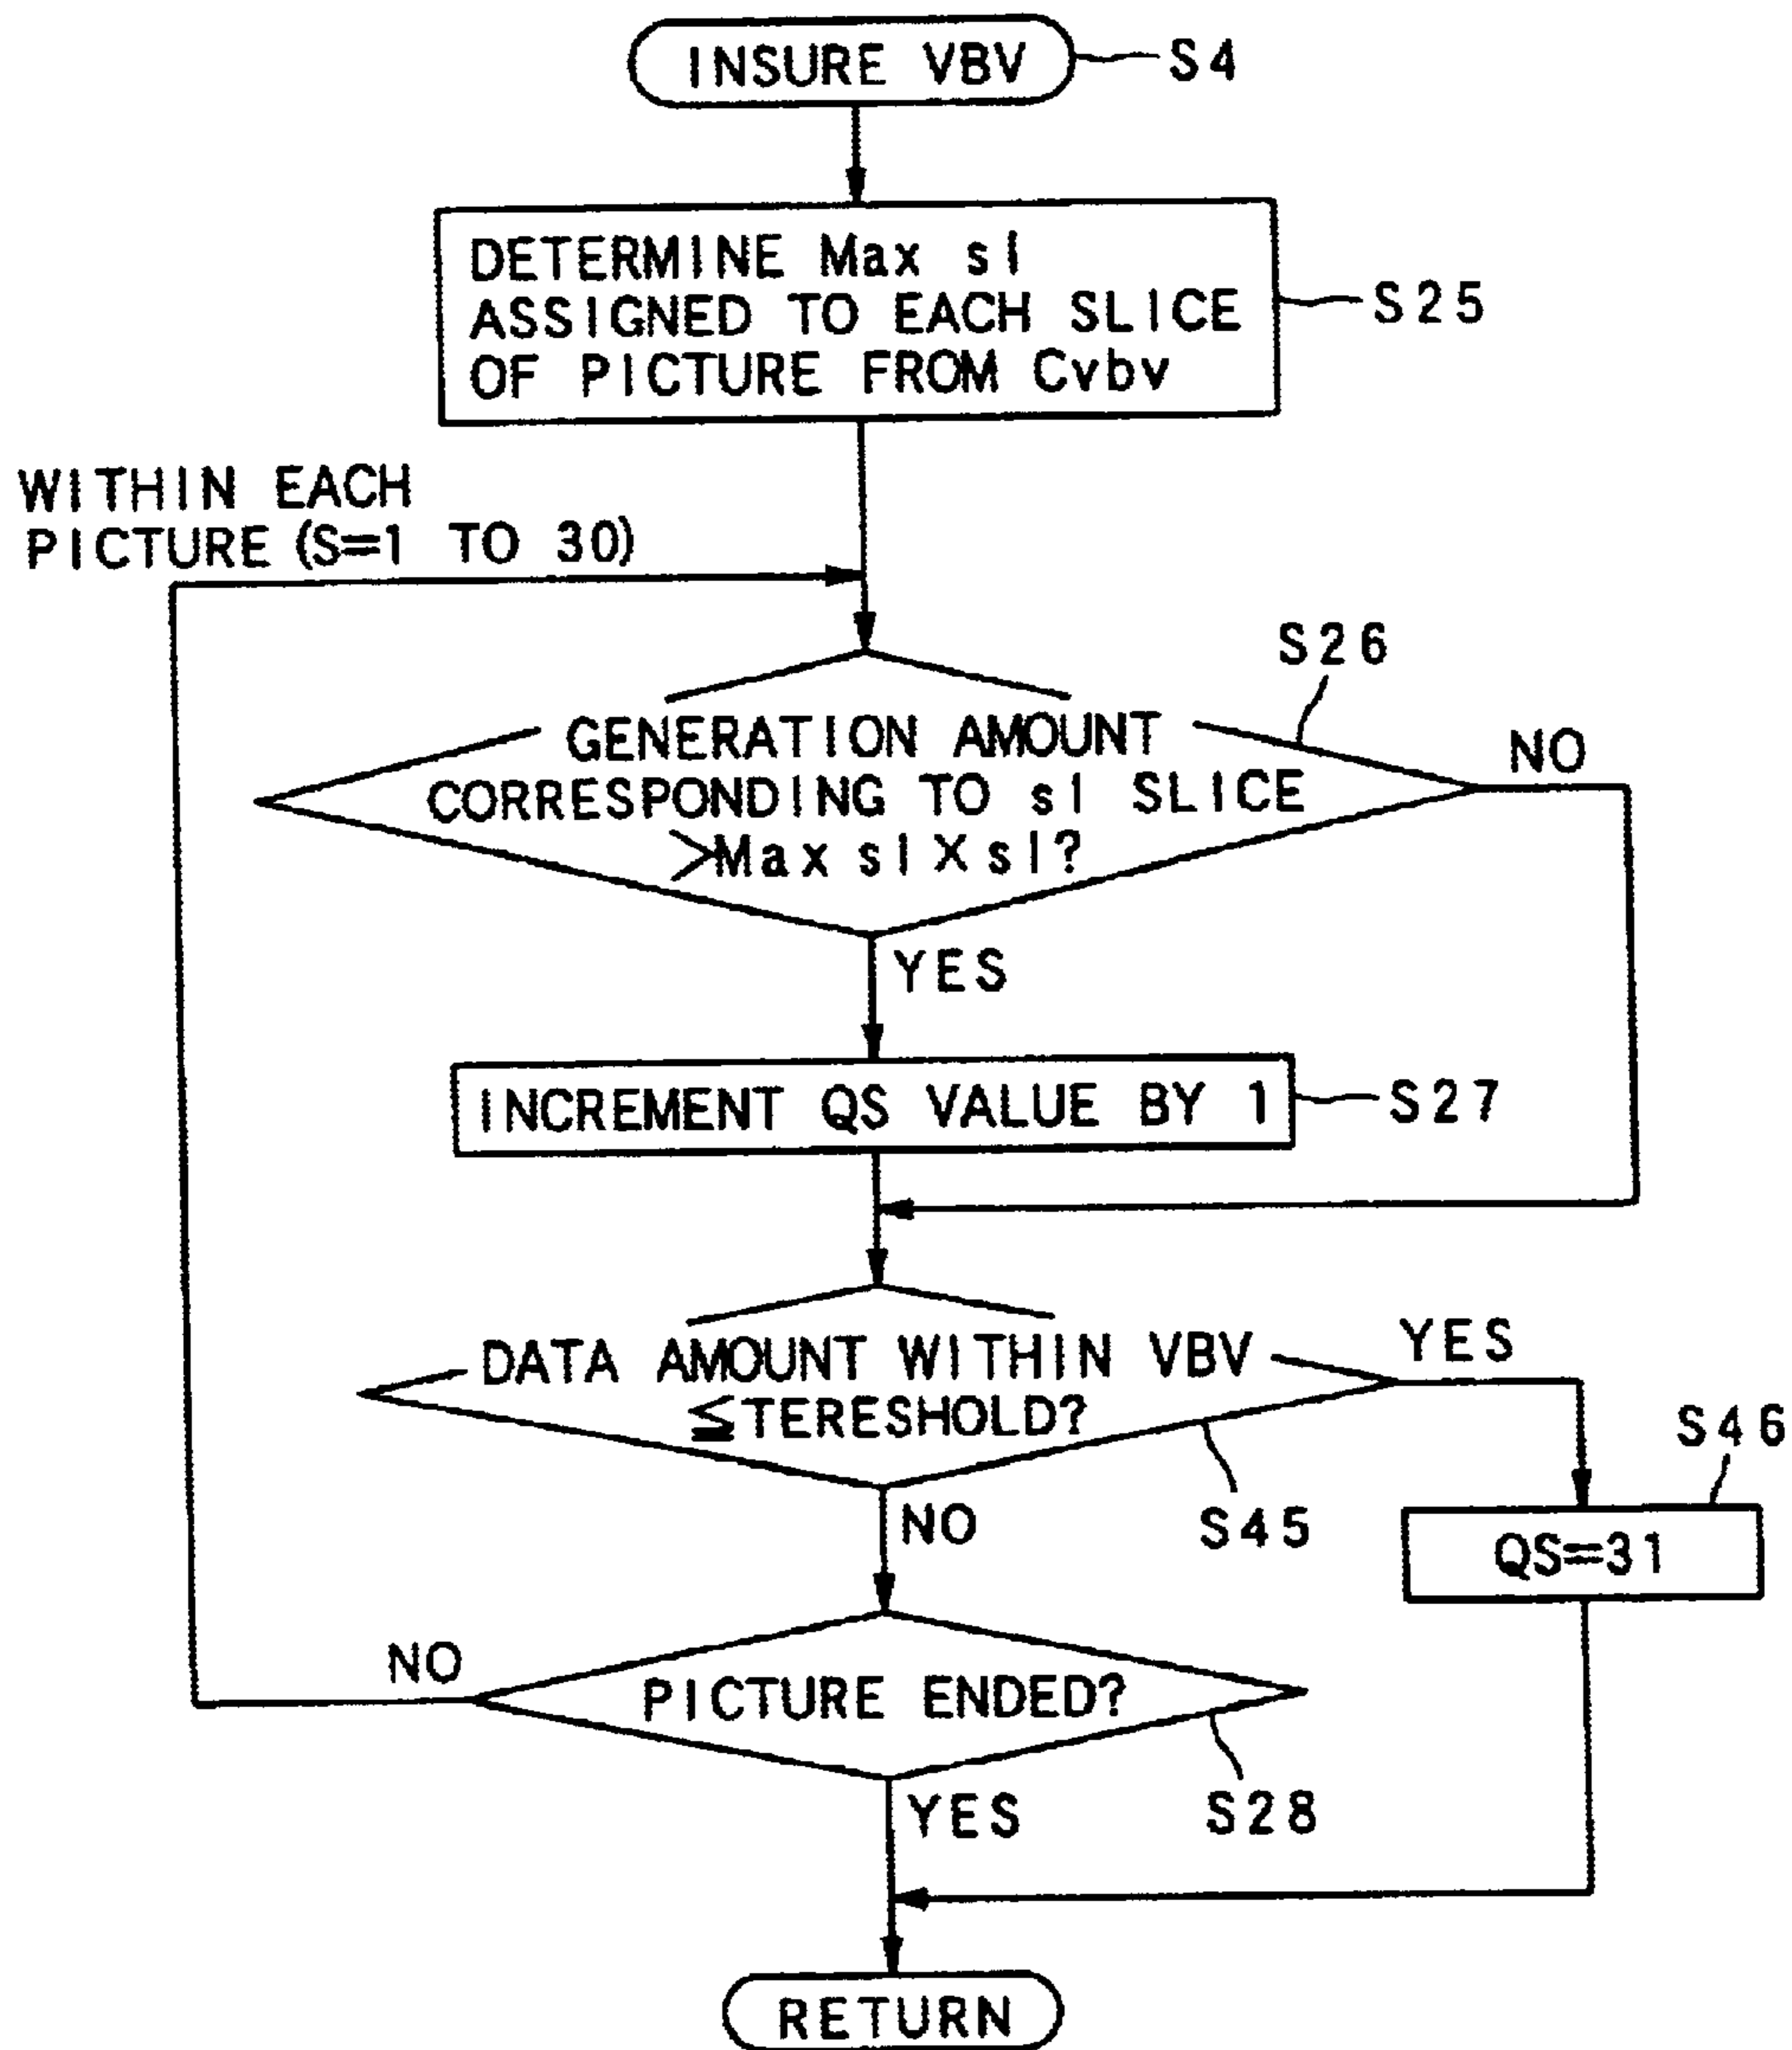 INSURE VBV
S4
DETERMINE Max sl
ASSIGNED TO EACH SLICE
OF PICTURE FROM Cvbv
S25
WITHIN EACH
PICTURE (S=1 TO 30)
S26
GENERATION AMOUNT
CORRESPONDING TO sl SLICE
>Max sl×sl?
NO
YES
INCREMENT QS VALUE BY 1
S27
DATA AMOUNT WITHIN VBV
≦TERESHOLD?
YES
S45
NO
S46
QS=31
PICTURE ENDED?
NO
S28
YES
RETURN